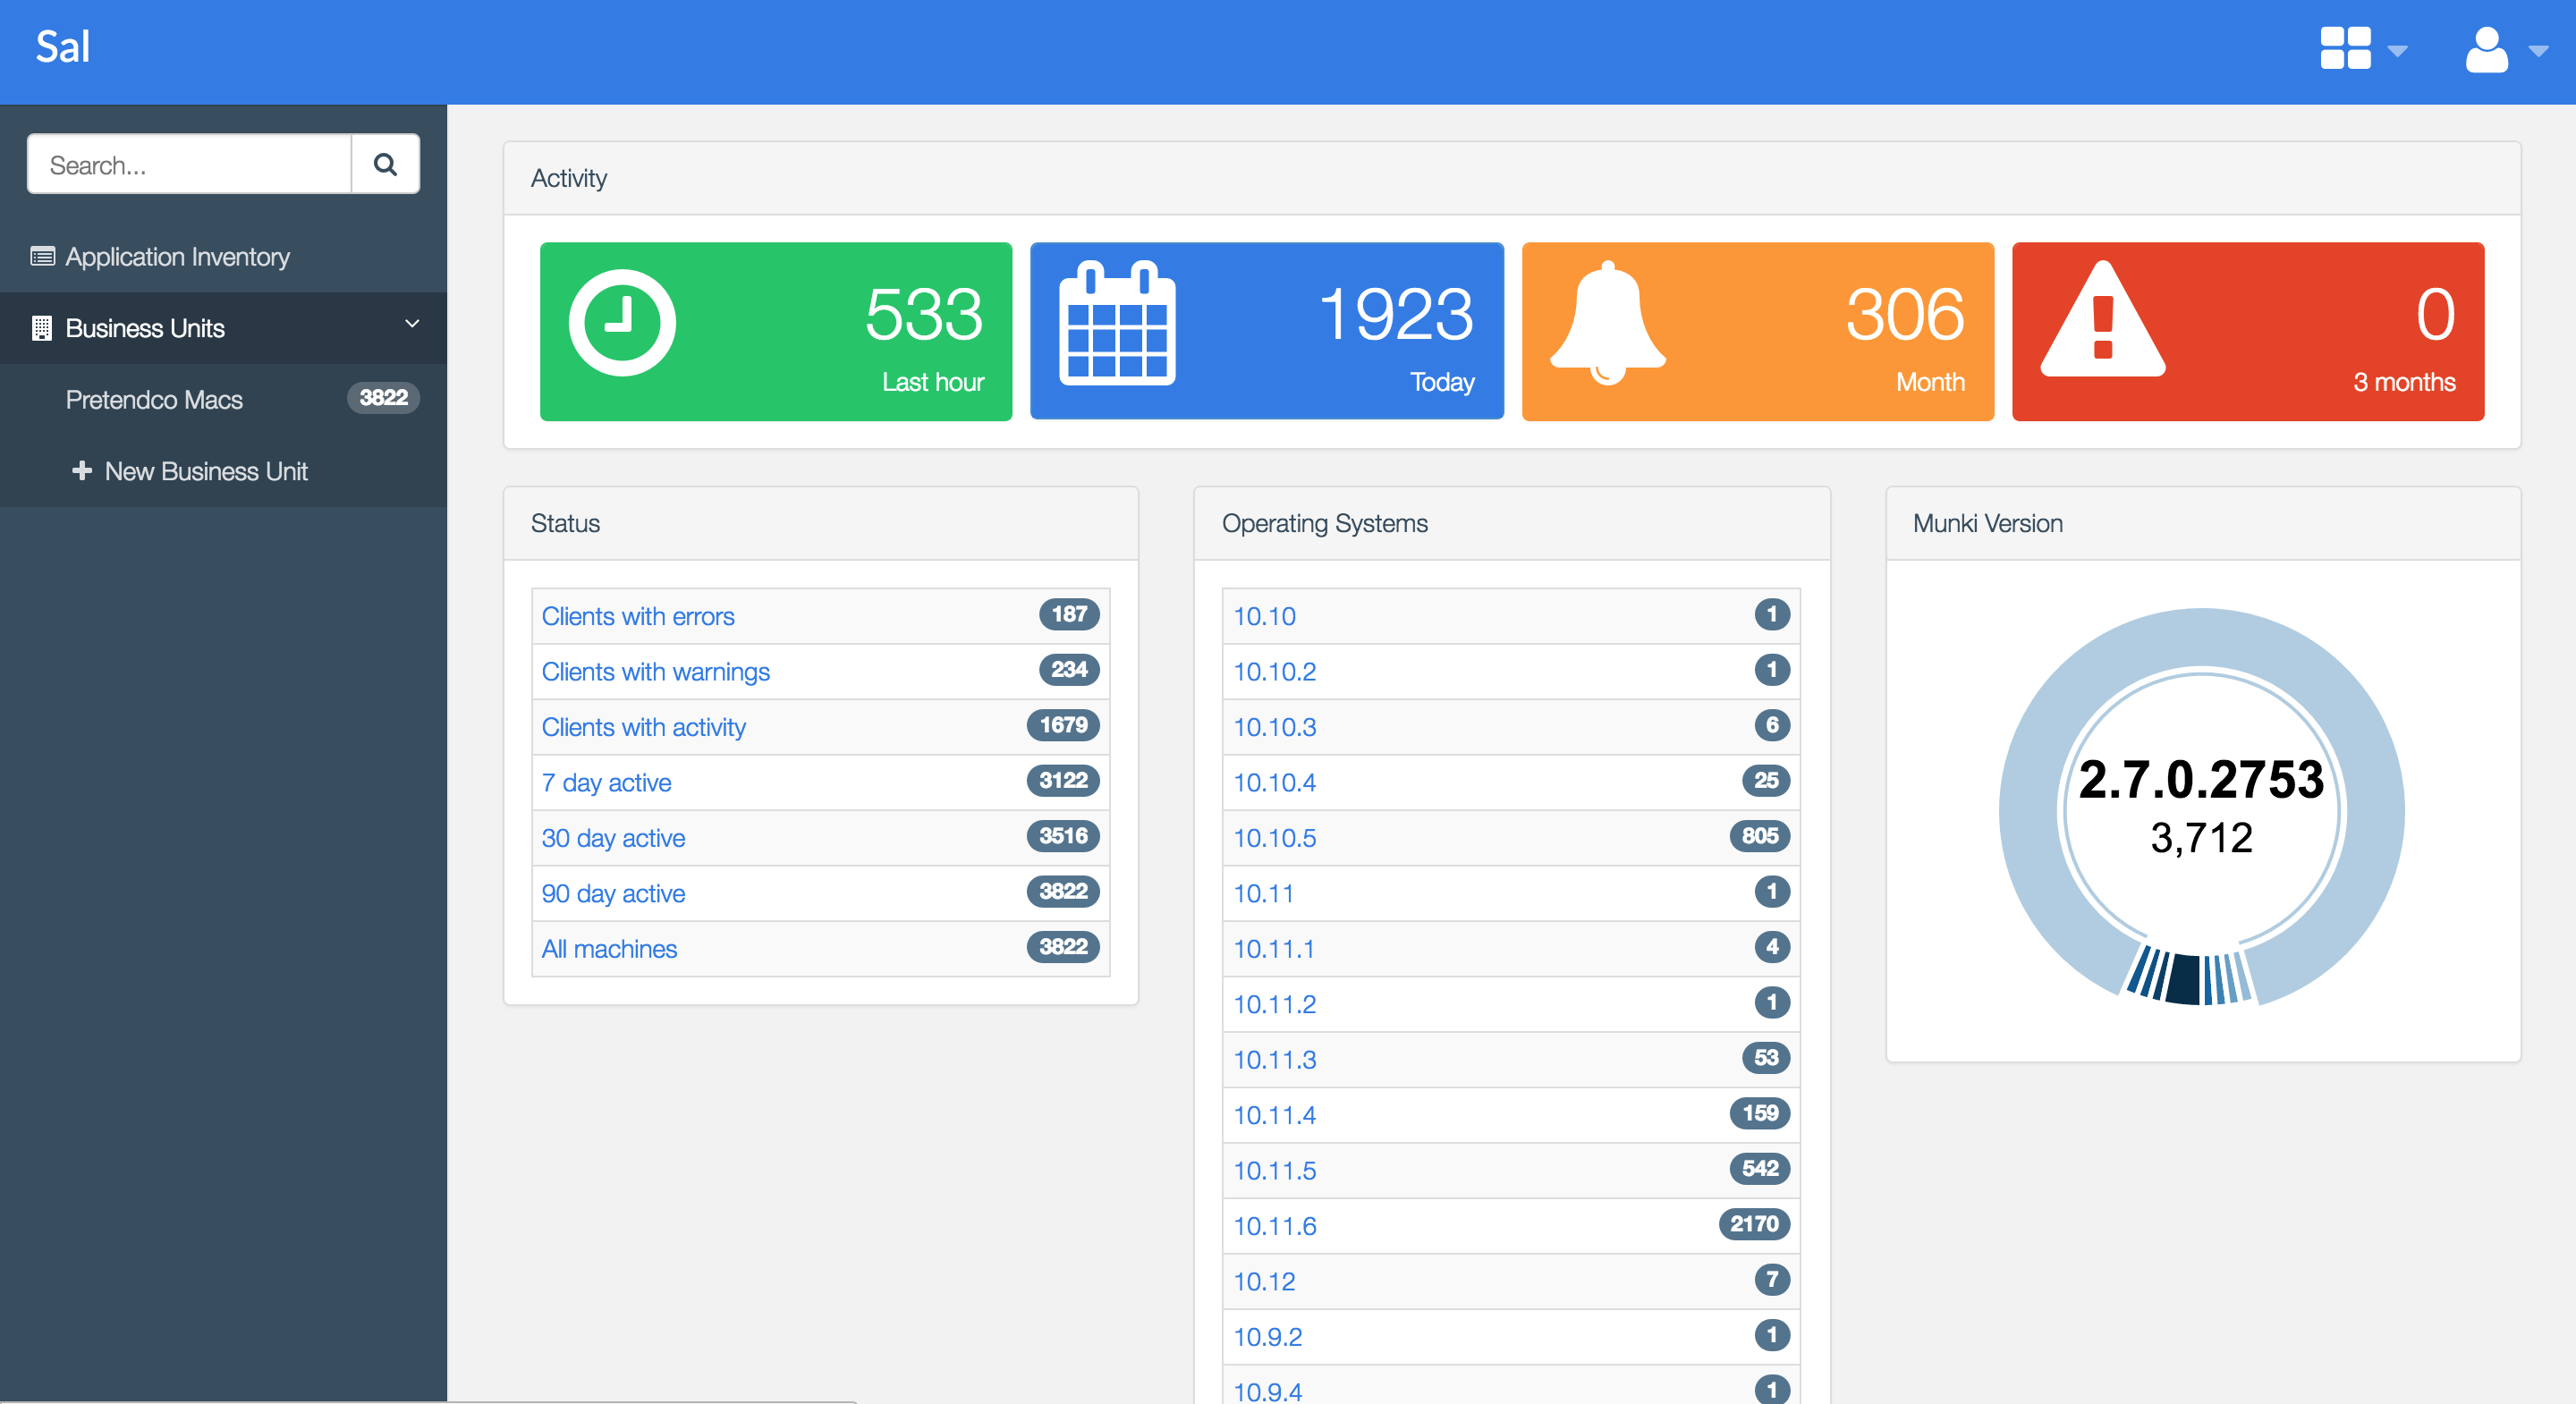 Sal
Search...
Application Inventory
Business Units
Pretendco Macs 3822
New Business Unit
Activity
533
Last hour
1923
Today
306
Month
0
3 months
Status
Clients with errors 187
Clients with warnings 234
Clients with activity 1679
7 day active 3122
30 day active 3516
90 day active 3822
All machines 3822
Operating Systems
10.10 1
10.10.2 1
10.10.3 6
10.10.4 25
10.10.5 805
10.11 1
10.11.1 4
10.11.2 1
10.11.3 53
10.11.4 159
10.11.5 542
10.11.6 2170
10.12 7
10.9.2 1
10.9.4 1
Munki Version
2.7.0.2753
3,712